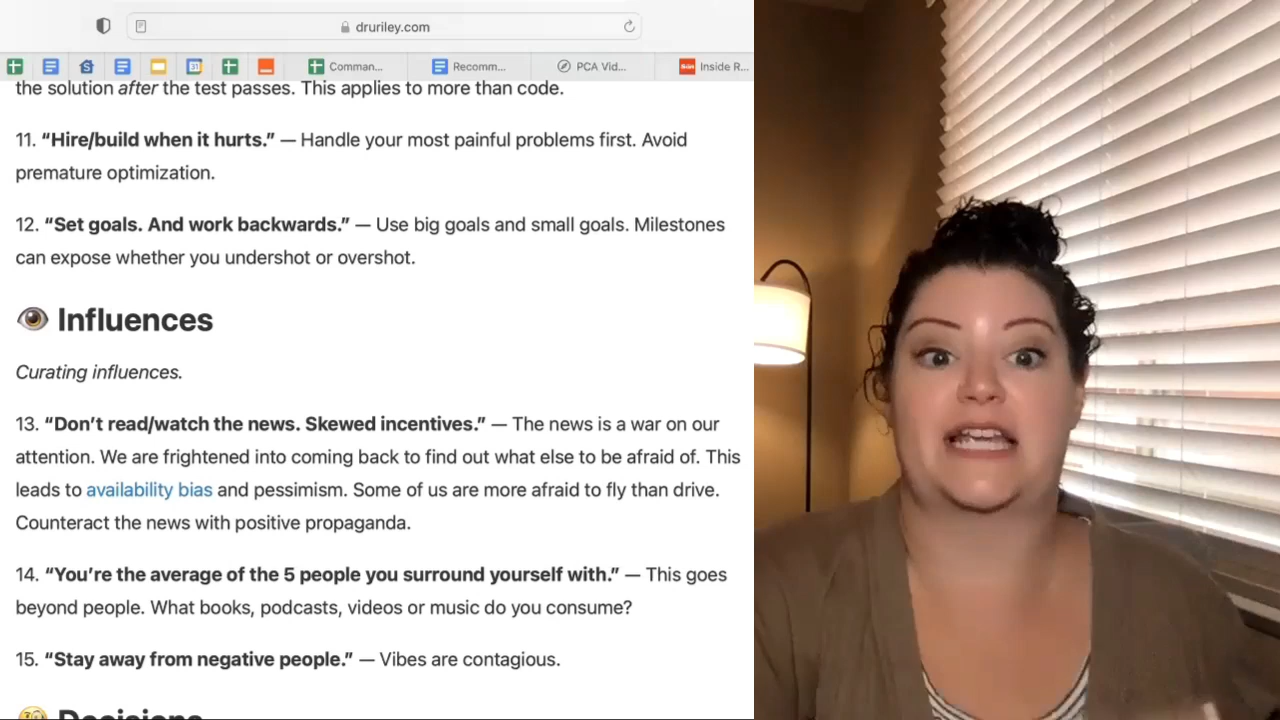 druriley.com
Comman...
Recomm...
PCA Vid...
Inside R...
the solution after the test passes. This applies to more than code.
11. “Hire/build when it hurts.” — Handle your most painful problems first. Avoid
premature optimization.
12. “Set goals. And work backwards.” — Use big goals and small goals. Milestones
can expose whether you undershot or overshot.
Influences
Curating influences.
13. “Don’t read/watch the news. Skewed incentives.” — The news is a war on our
attention. We are frightened into coming back to find out what else to be afraid of. This
leads to availability bias and pessimism. Some of us are more afraid to fly than drive.
Counteract the news with positive propaganda.
14. “You’re the average of the 5 people you surround yourself with.” — This goes
beyond people. What books, podcasts, videos or music do you consume?
15. “Stay away from negative people.” — Vibes are contagious.
Decisions